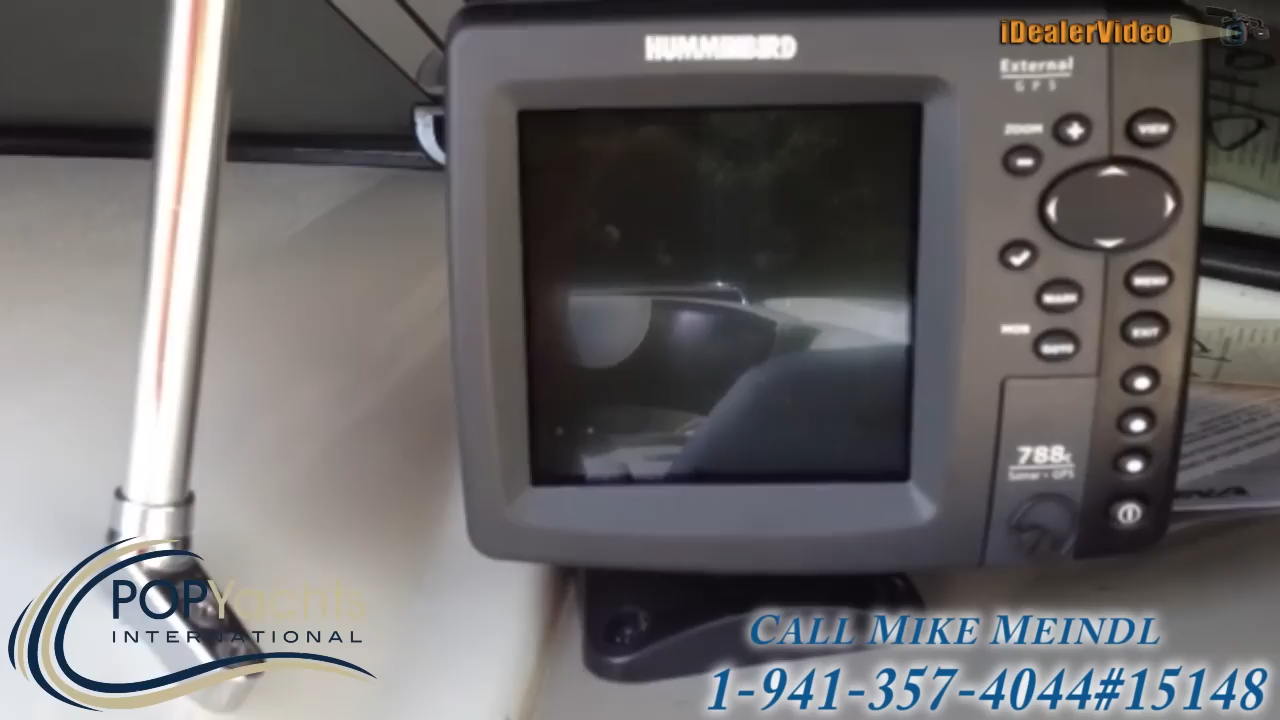 iDealerVideo
HUMMINBIRD
External
GPS
ZOOM
VIEW
MENU
MARK
EXIT
MOB
GOTO
788c
Sonar - GPS
POPYachts
INTERNATIONAL
CALL MIKE MEINDL
1-941-357-4044#15148